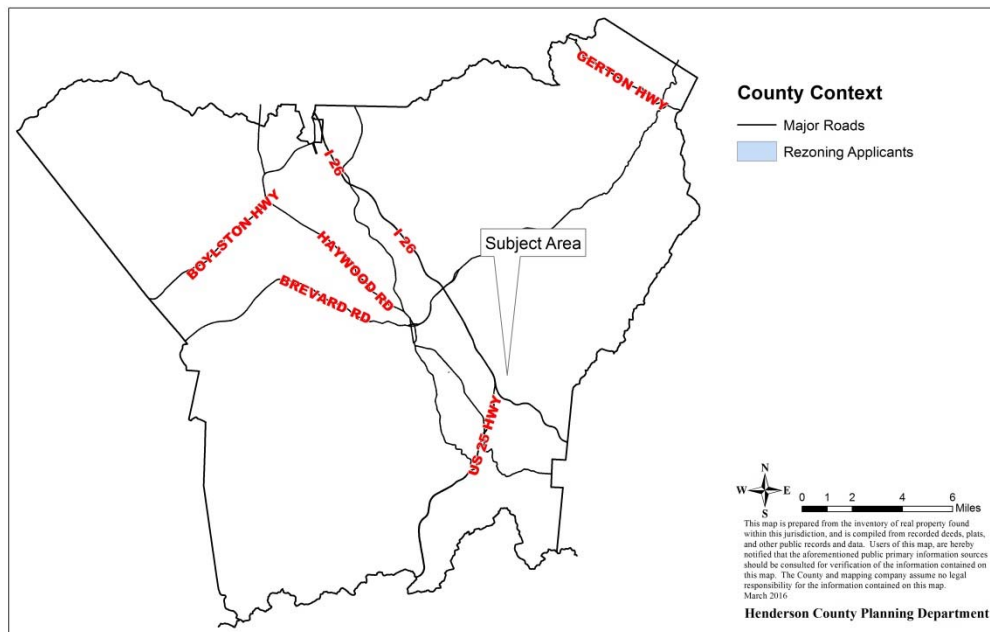 GERTON HWY
County Context
Major Roads
Rezoning Applicants
I 26
BOYLSTON HWY
HAYWOOD RD
I 26
Subject Area
BREVARD RD
US 25 HWY
N
W E
S
0 1 2 4 6
Miles
This map is prepared from the inventory of real property found
within this jurisdiction, and is compiled from recorded deeds, plats,
and other public records and data. Users of this map, are hereby
notified that the aforementioned public primary information sources
should be consulted for verification of the information contained on
this map. The County and mapping company assume no legal
responsibility for the information contained on this map.
March 2016
Henderson County Planning Department